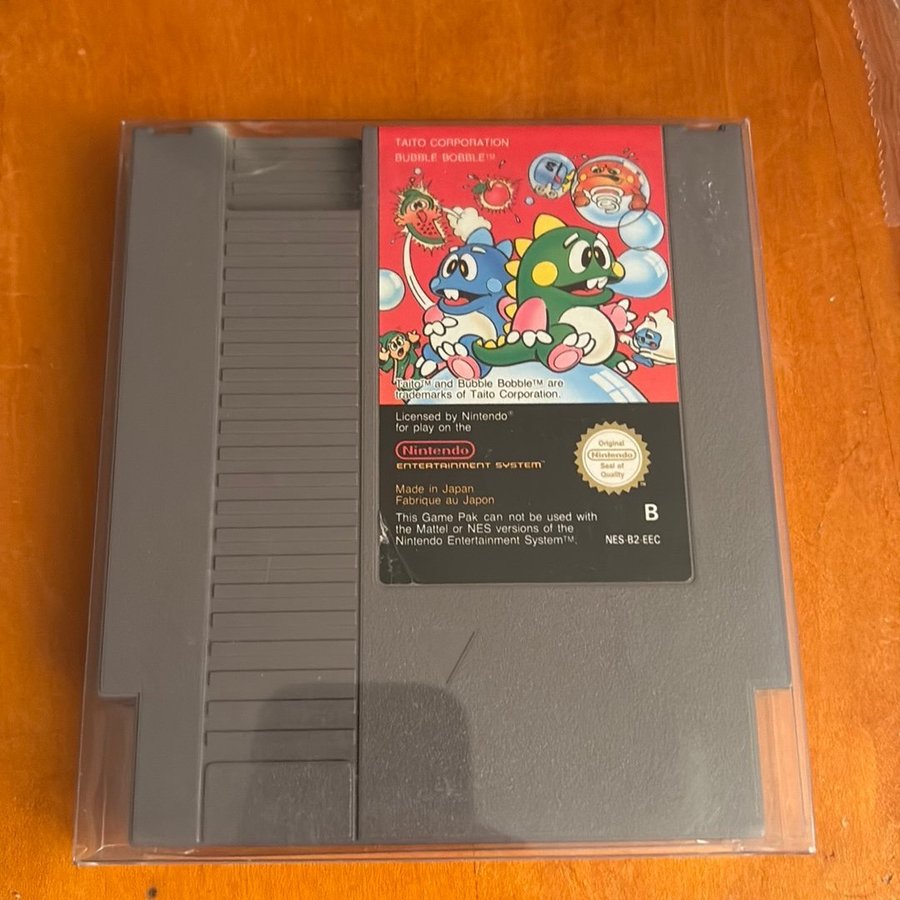 TAITO CORPORATION
BUBBLE BOBBLE™
Taito™ and Bubble Bobble™ are
trademarks of Taito Corporation.
Licensed by Nintendo®
for play on the
Nintendo
ENTERTAINMENT SYSTEM™
Original
Nintendo
Seal of
Quality
TM
Made in Japan
Fabriqué au Japon
This Game Pak can not be used with
the Mattel or NES versions of the
Nintendo Entertainment System™.
B
NES-B2-EEC